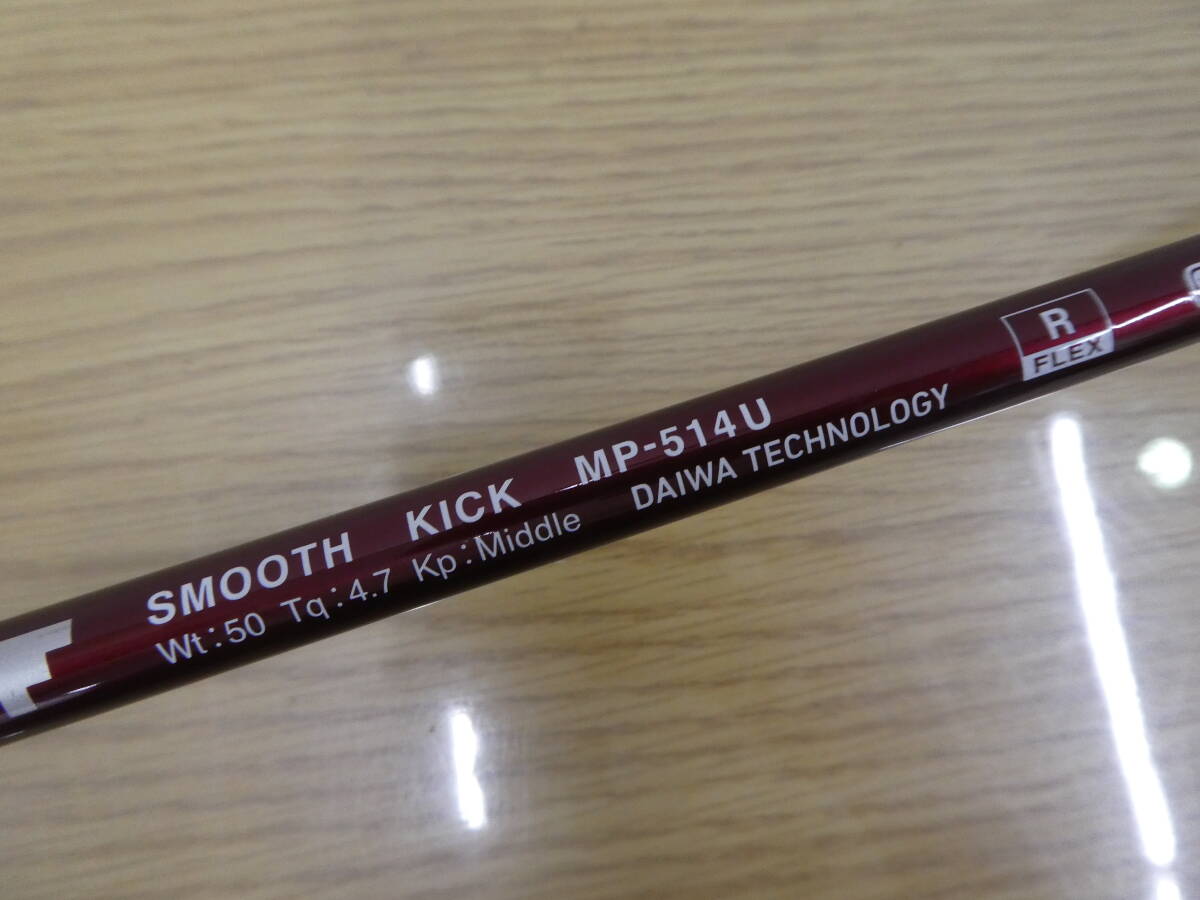 SMOOTH KICK MP-514U
Wt:50 Tq:4.7 Kp:Middle DAIWA TECHNOLOGY
R
FLEX